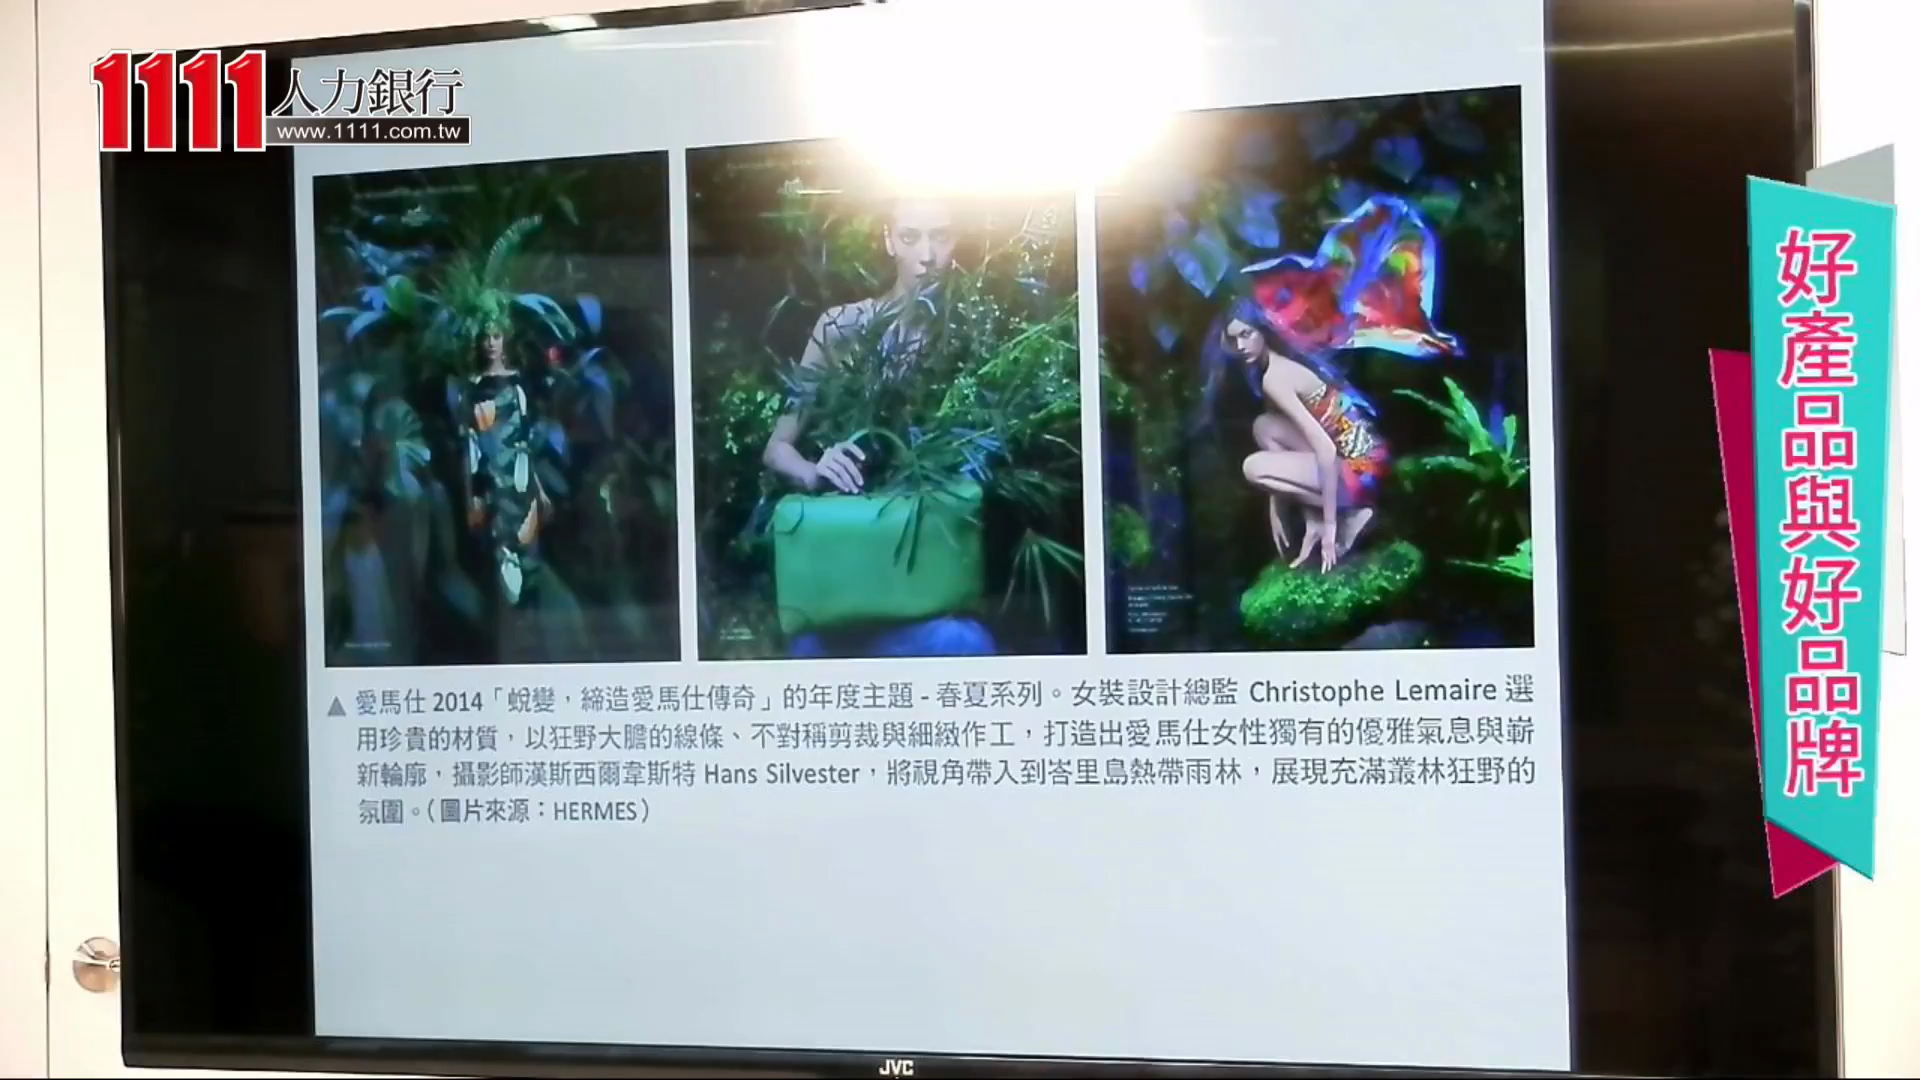 1111人力銀行
www.1111.com.tw
好產品與好品牌
▲ 愛馬仕 2014「蛻變，締造愛馬仕傳奇」的年度主題 - 春夏系列。女裝設計總監 Christophe Lemaire 選
用珍貴的材質，以狂野大膽的線條、不對稱剪裁與細緻作工，打造出愛馬仕女性獨有的優雅氣息與嶄
新輪廓，攝影師漢斯西爾韋斯特 Hans Silvester，將視角帶入到峇里島熱帶雨林，展現充滿叢林狂野的
氛圍。（圖片來源：HERMES）
JVC